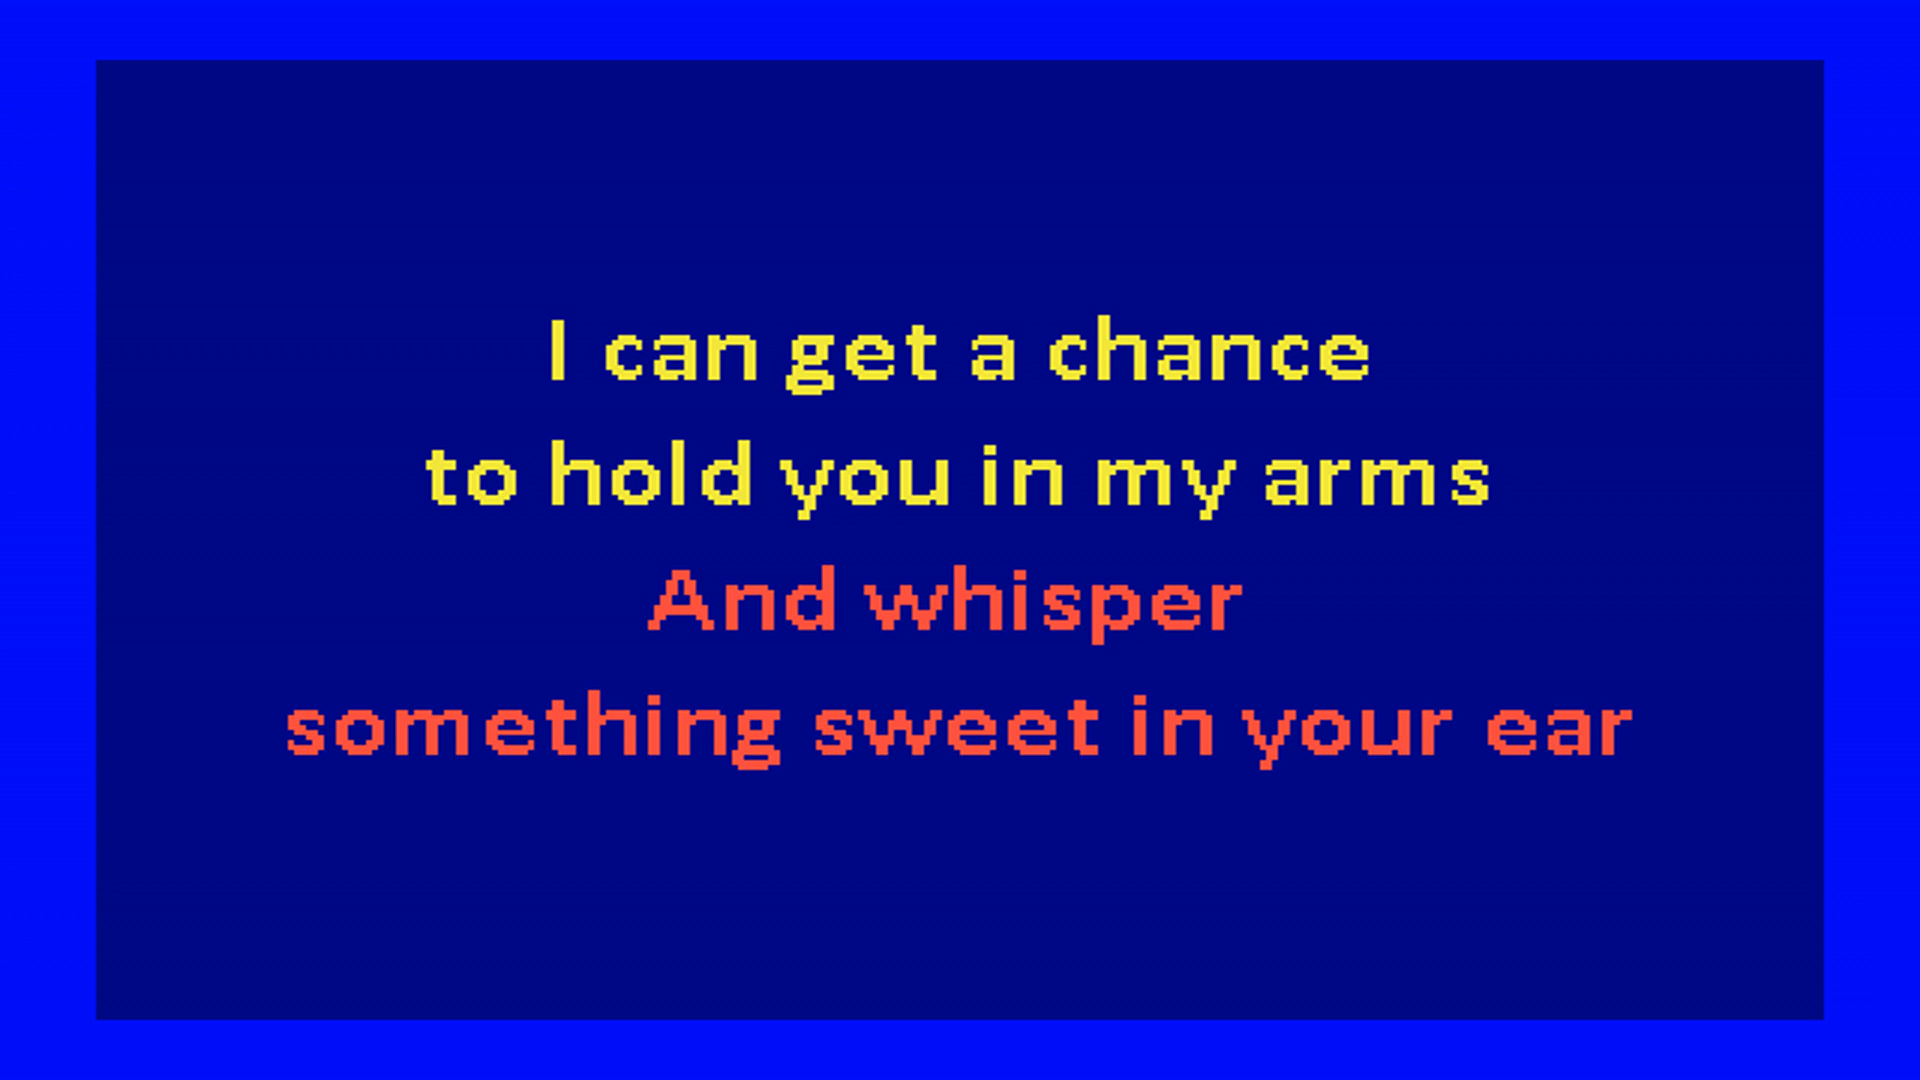 I can get a chance
to hold you in my arms
And whisper
something sweet in your ear